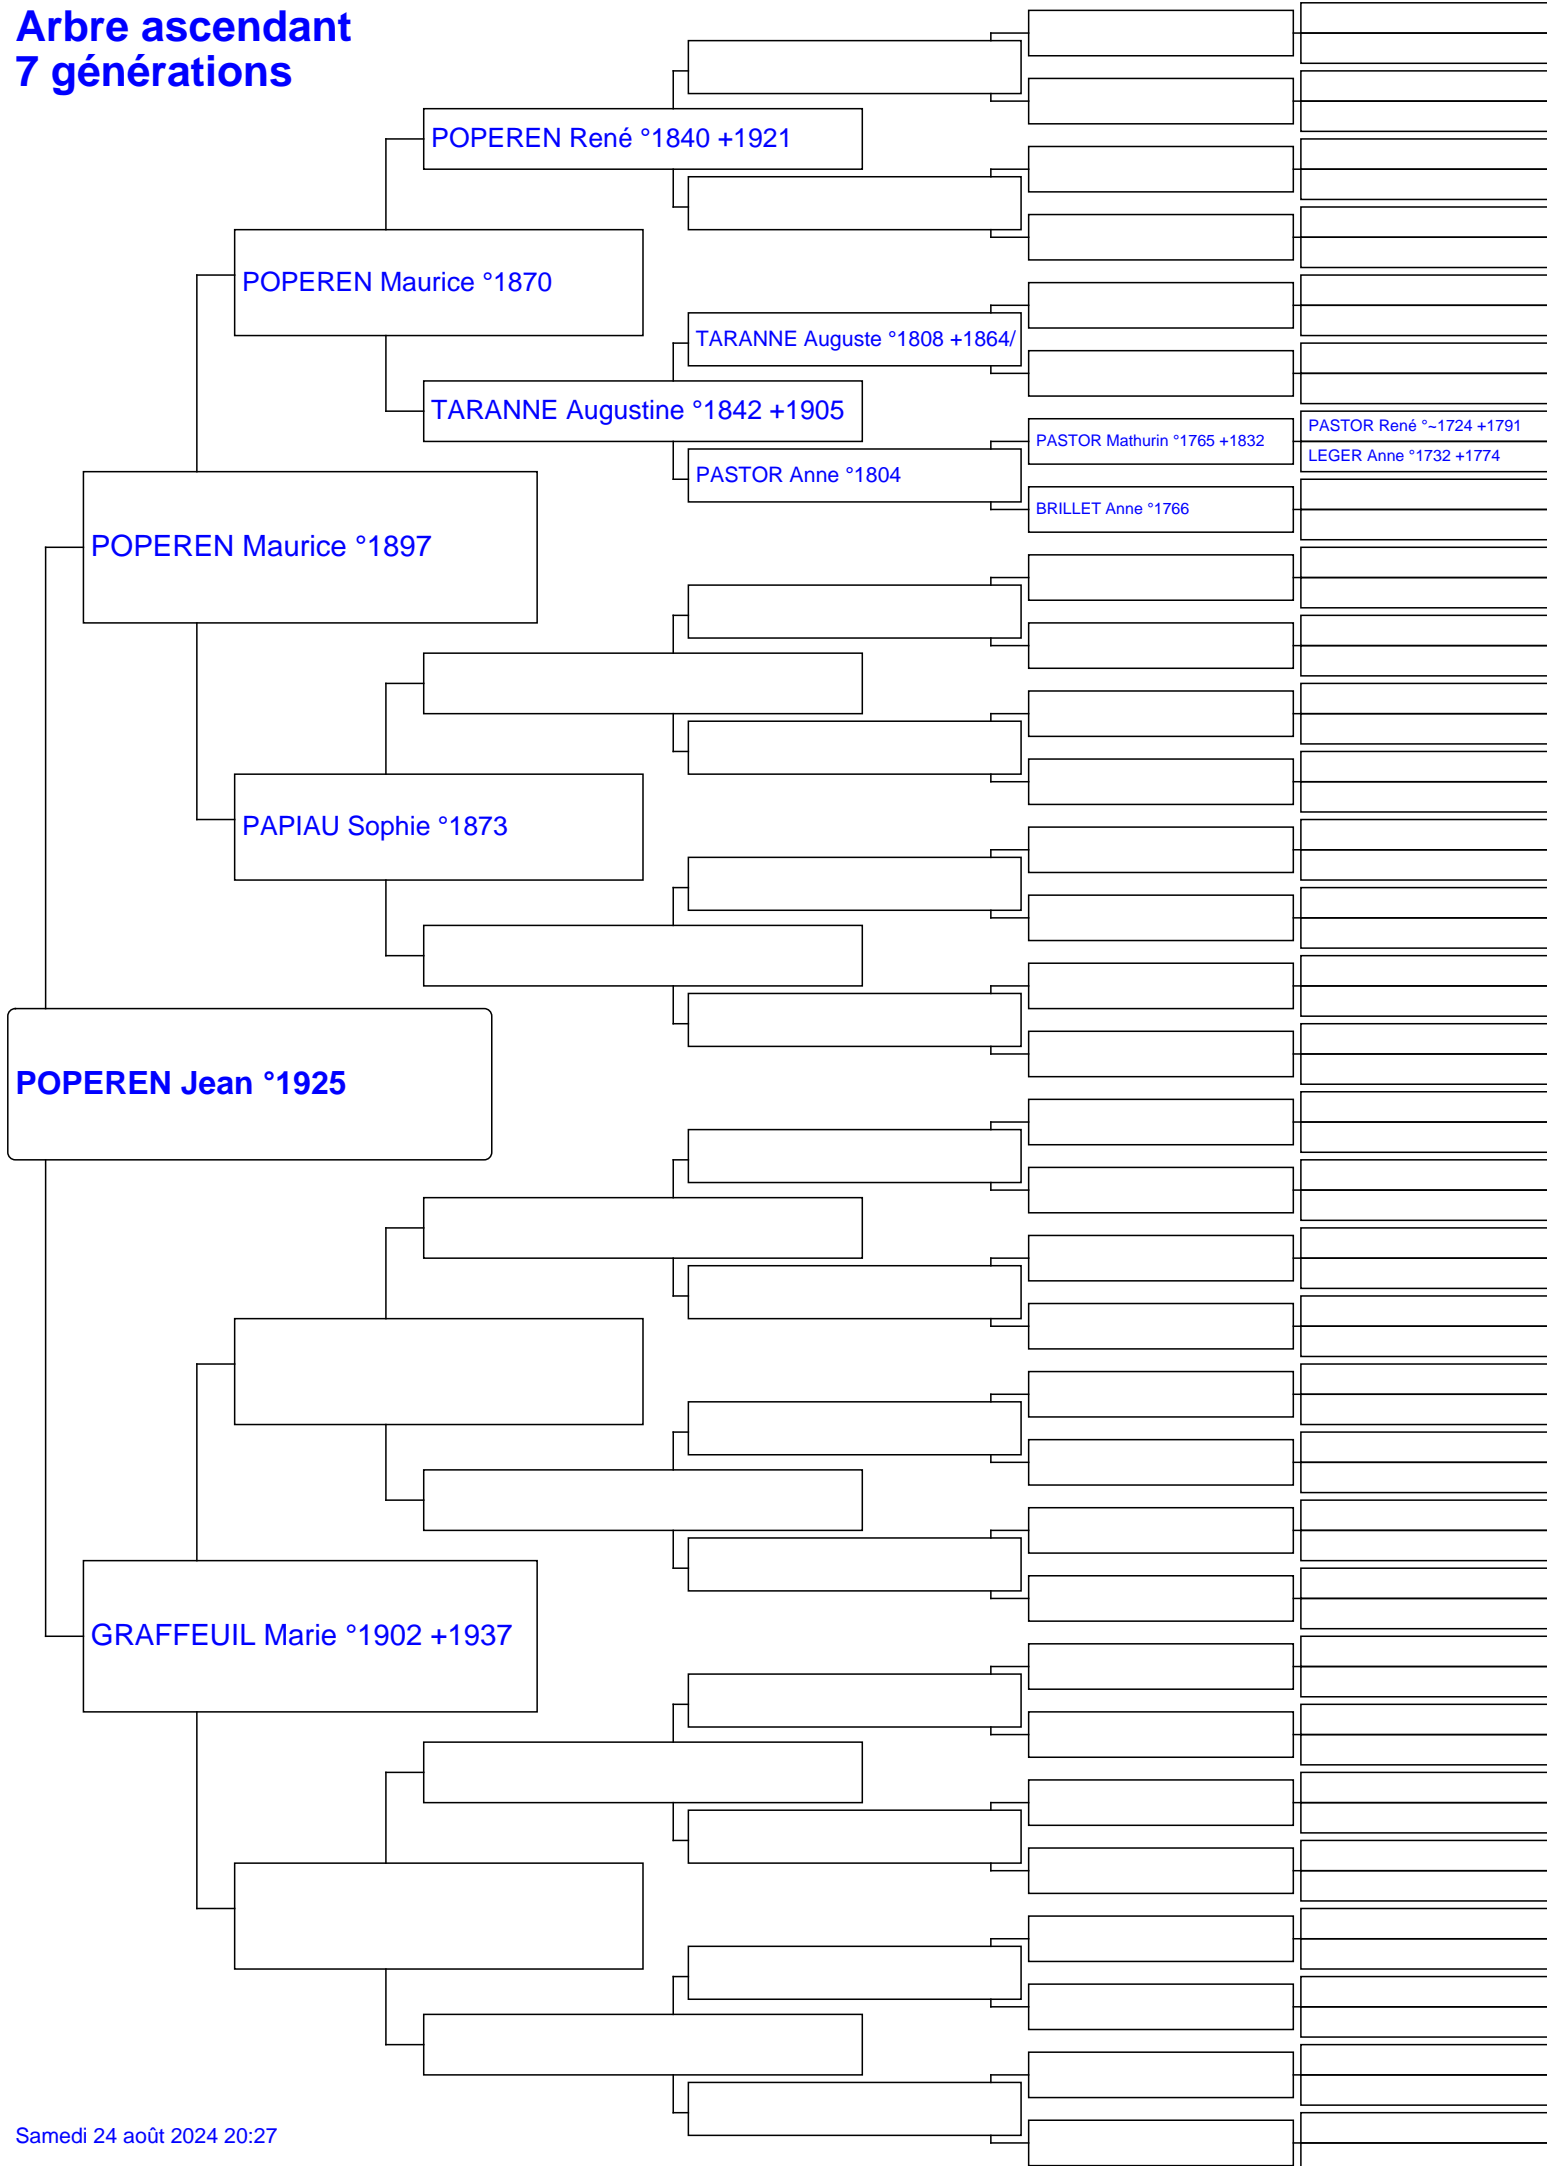 Arbre ascendant
7 générations
POPEREN René °1840 +1921
POPEREN Maurice °1870
TARANNE Auguste °1808 +1864/
TARANNE Augustine °1842 +1905
PASTOR Mathurin °1765 +1832
PASTOR René °~1724 +1791
LEGER Anne °1732 +1774
PASTOR Anne °1804
BRILLET Anne °1766
POPEREN Maurice °1897
PAPIAU Sophie °1873
POPEREN Jean °1925
GRAFFEUIL Marie °1902 +1937
Samedi 24 août 2024 20:27